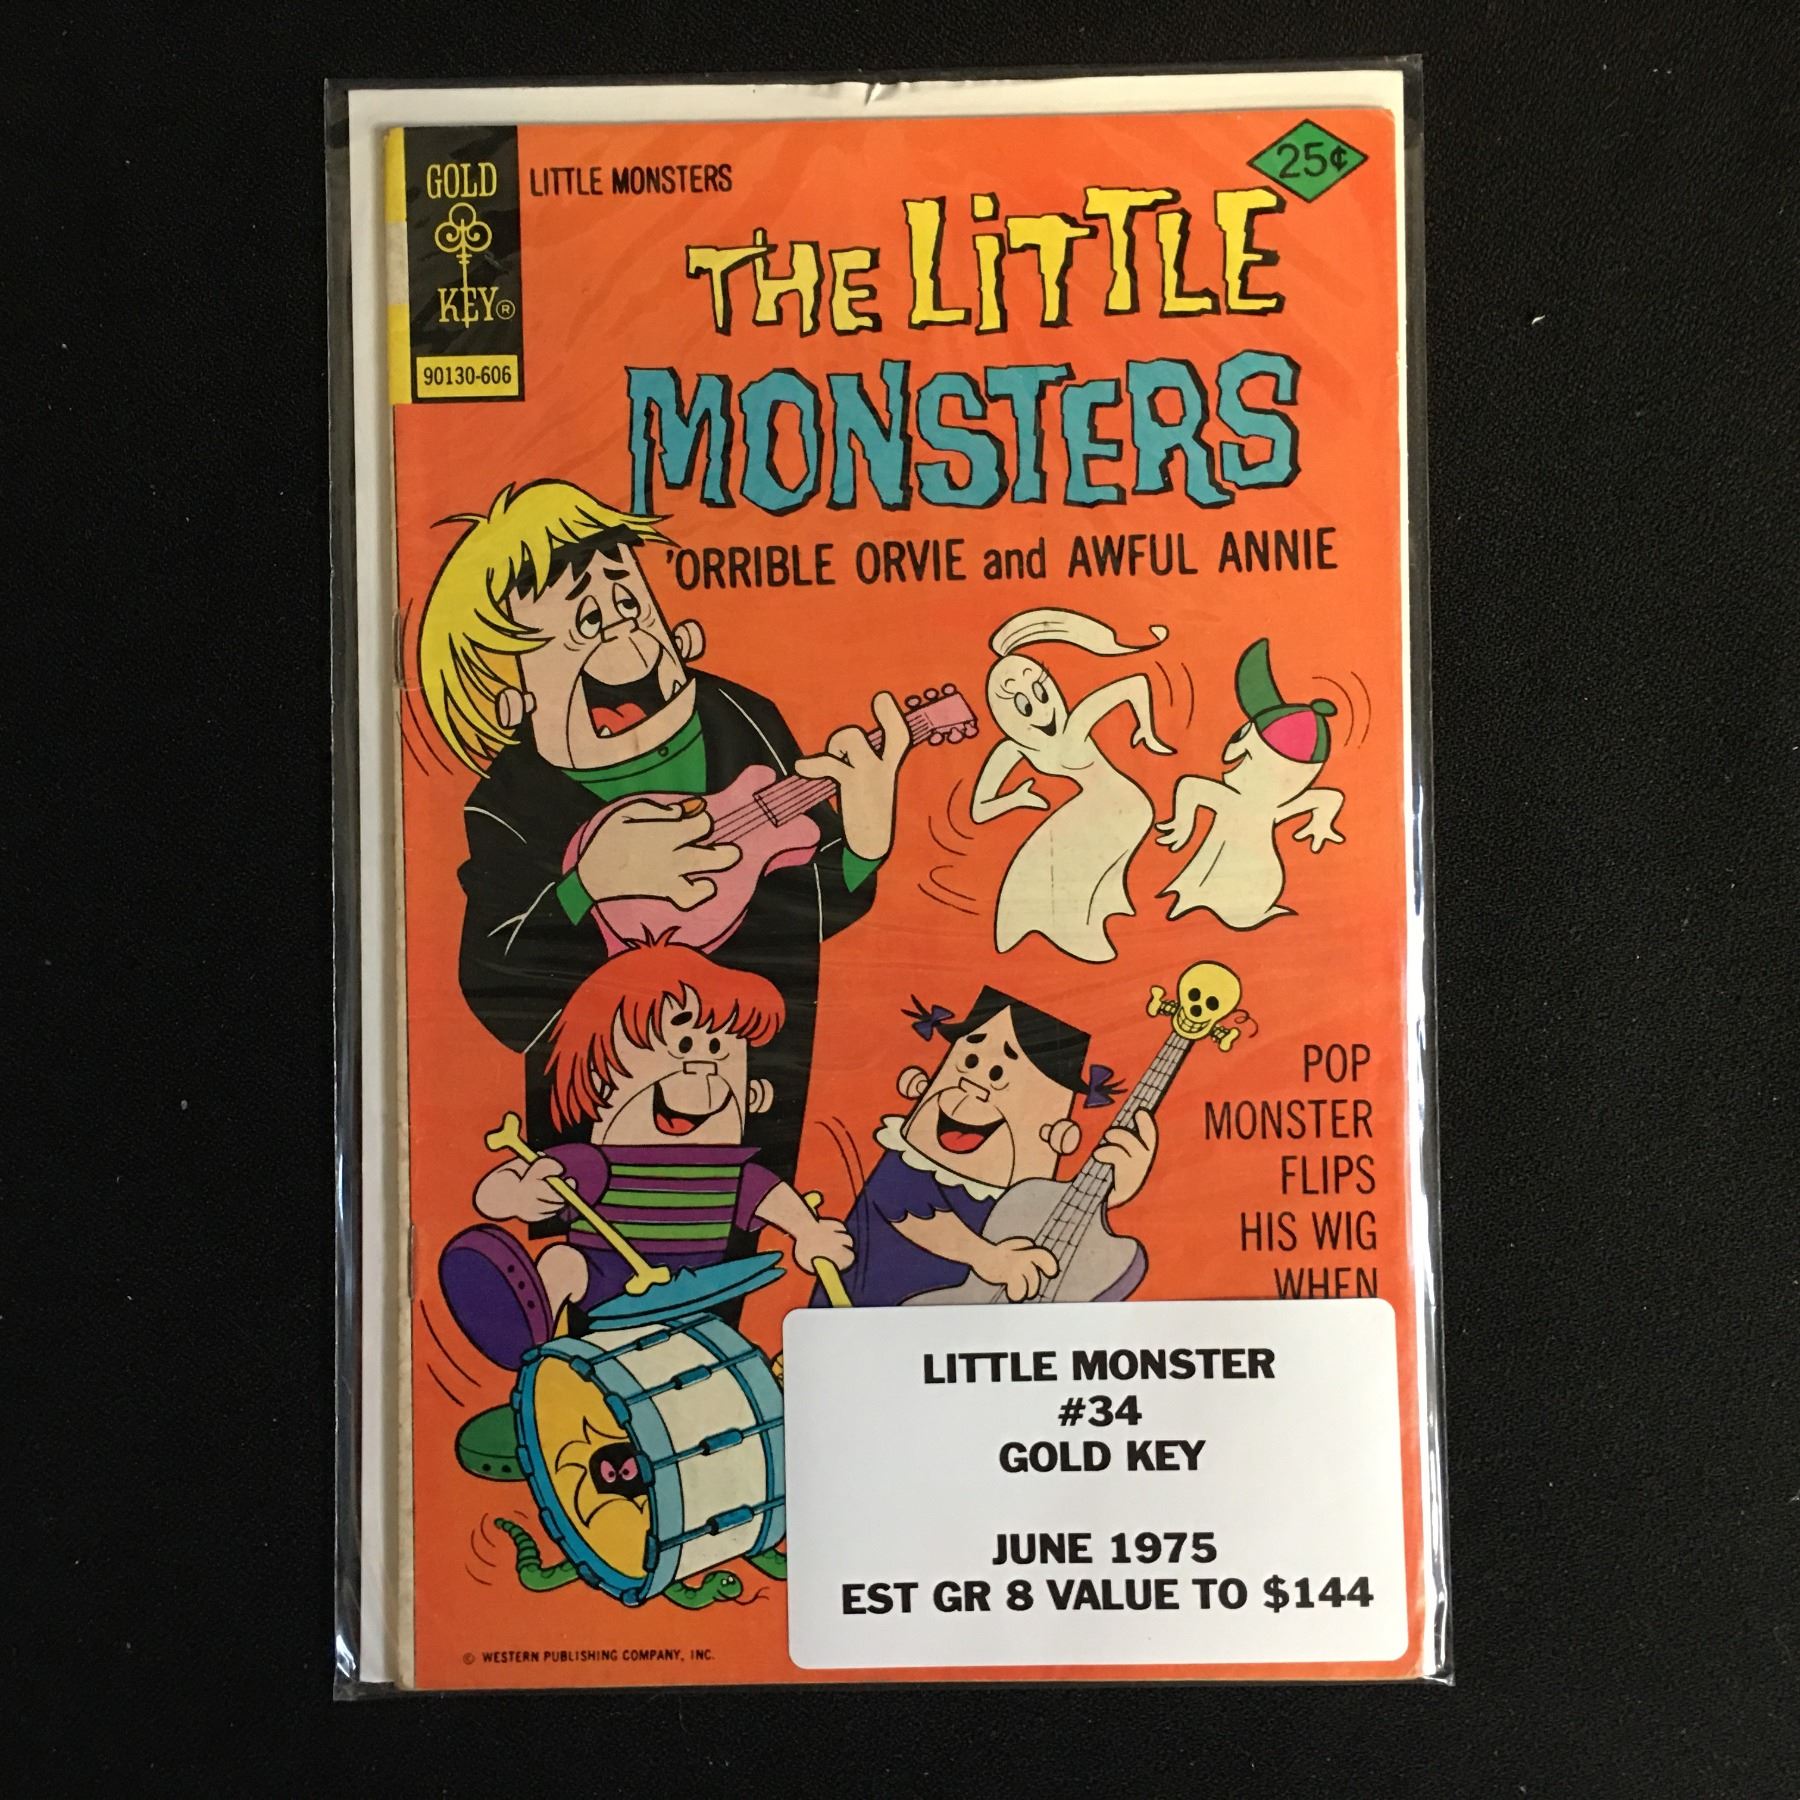 GOLD
KEY®
LITTLE MONSTERS
25¢
90130-606
THE LiTTLE
MONSTERS
'ORRIBLE ORVIE and AWFUL ANNIE
POP
MONSTER
FLIPS
HIS WIG
WHEN
LITTLE MONSTER
#34
GOLD KEY
JUNE 1975
EST GR 8 VALUE TO $144
© WESTERN PUBLISHING COMPANY, INC.